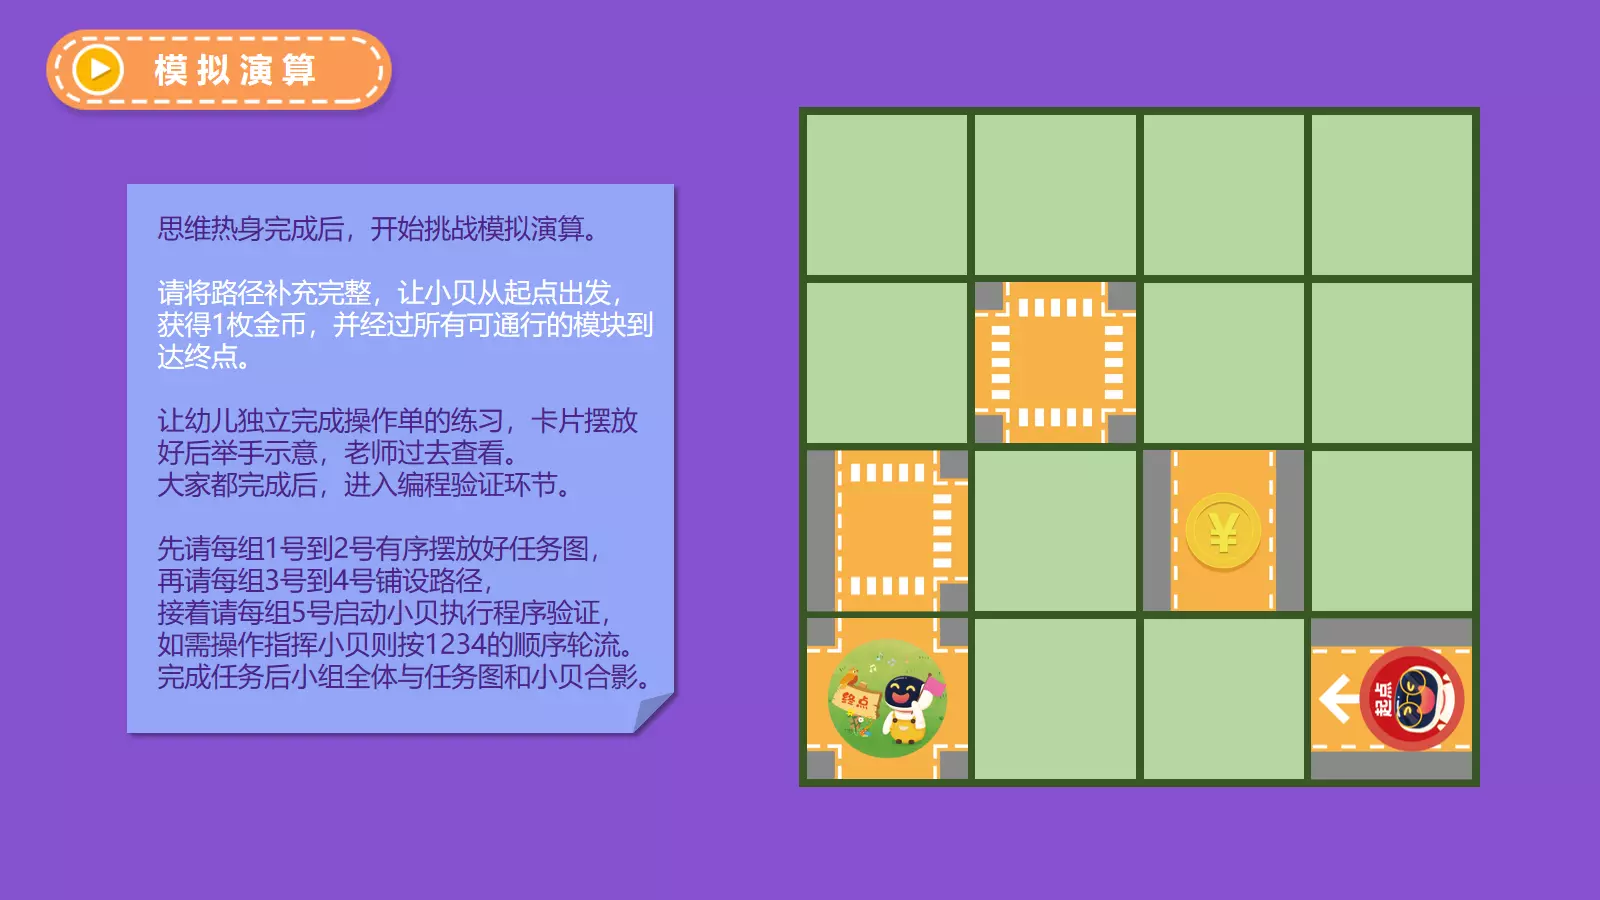 模拟演算
思维热身完成后，开始挑战模拟演算。
请将路径补充完整，让小贝从起点出发，
获得1枚金币，并经过所有可通行的模块到
达终点。
让幼儿独立完成操作单的练习，卡片摆放
好后举手示意，老师过去查看。
大家都完成后，进入编程验证环节。
先请每组1号到2号有序摆放好任务图，
再请每组3号到4号铺设路径，
接着请每组5号启动小贝执行程序验证，
如需操作指挥小贝则按1234的顺序轮流。
完成任务后小组全体与任务图和小贝合影。
¥
终点
起点